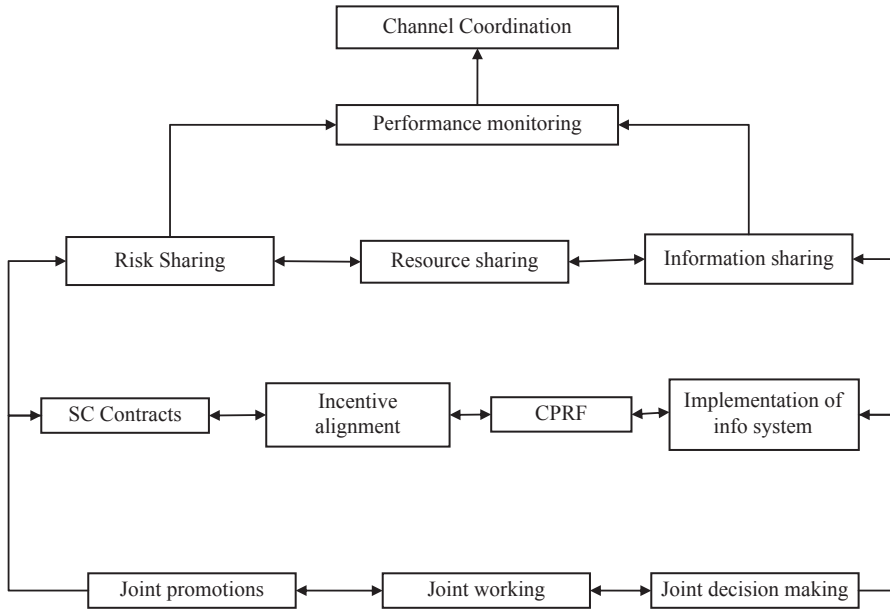 Channel Coordination
Performance monitoring
Risk Sharing
Resource sharing
Information sharing
SC Contracts
Incentive
alignment
CPRF
Implementation of
info system
Joint promotions
Joint working
Joint decision making